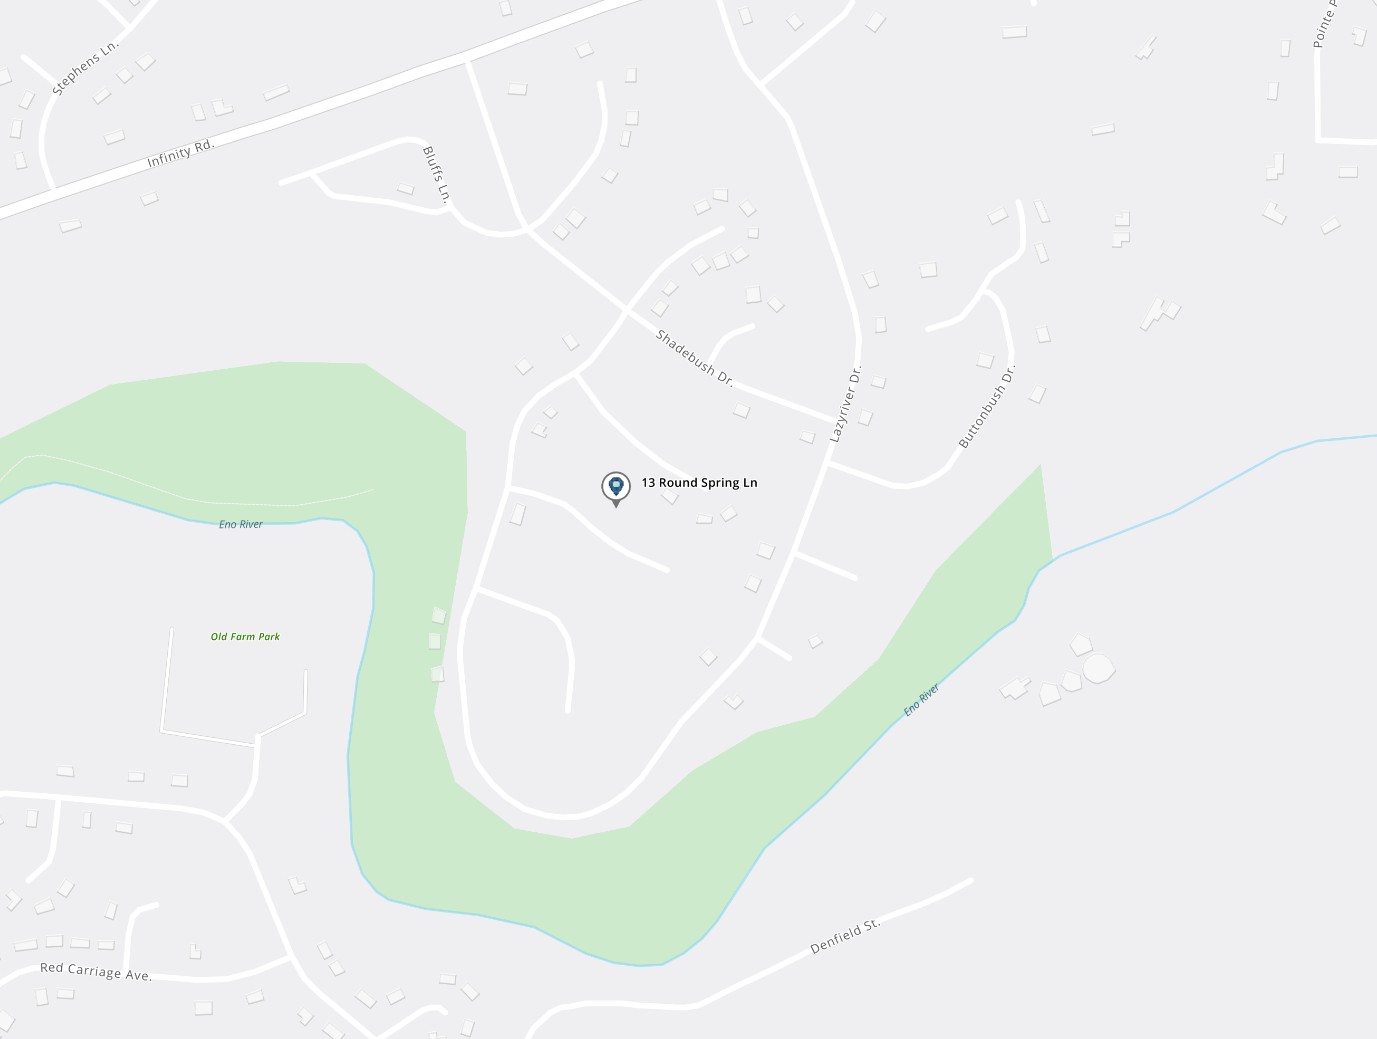 Pointe P
Stephens Ln.
Infinity Rd.
Bluffs Ln.
Shadebush Dr.
Lazyriver Dr.
Buttonbush Dr.
13 Round Spring Ln
Eno River
Old Farm Park
Eno River
Denfield St.
Red Carriage Ave.